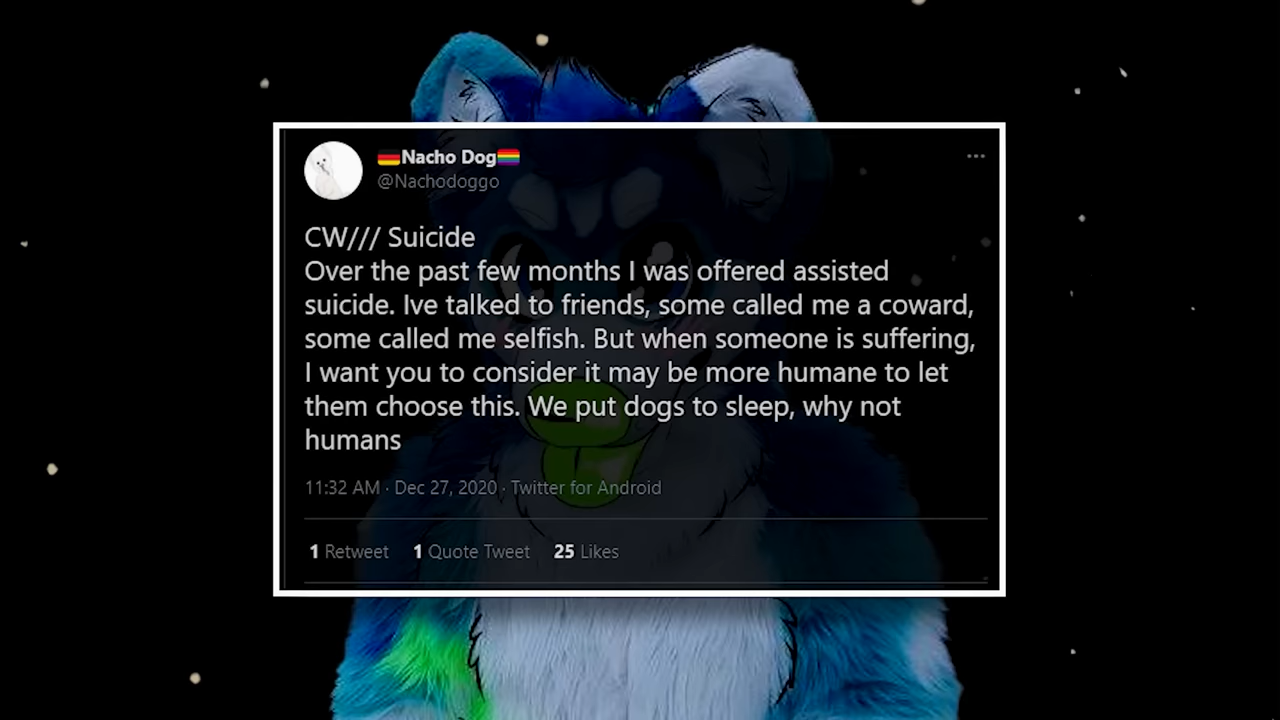 🇩🇪Nacho Dog🏳️‍🌈
@Nachodoggo
CW/// Suicide
Over the past few months I was offered assisted
suicide. Ive talked to friends, some called me a coward,
some called me selfish. But when someone is suffering,
I want you to consider it may be more humane to let
them choose this. We put dogs to sleep, why not
humans
11:32 AM · Dec 27, 2020 · Twitter for Android
1 Retweet 1 Quote Tweet 25 Likes